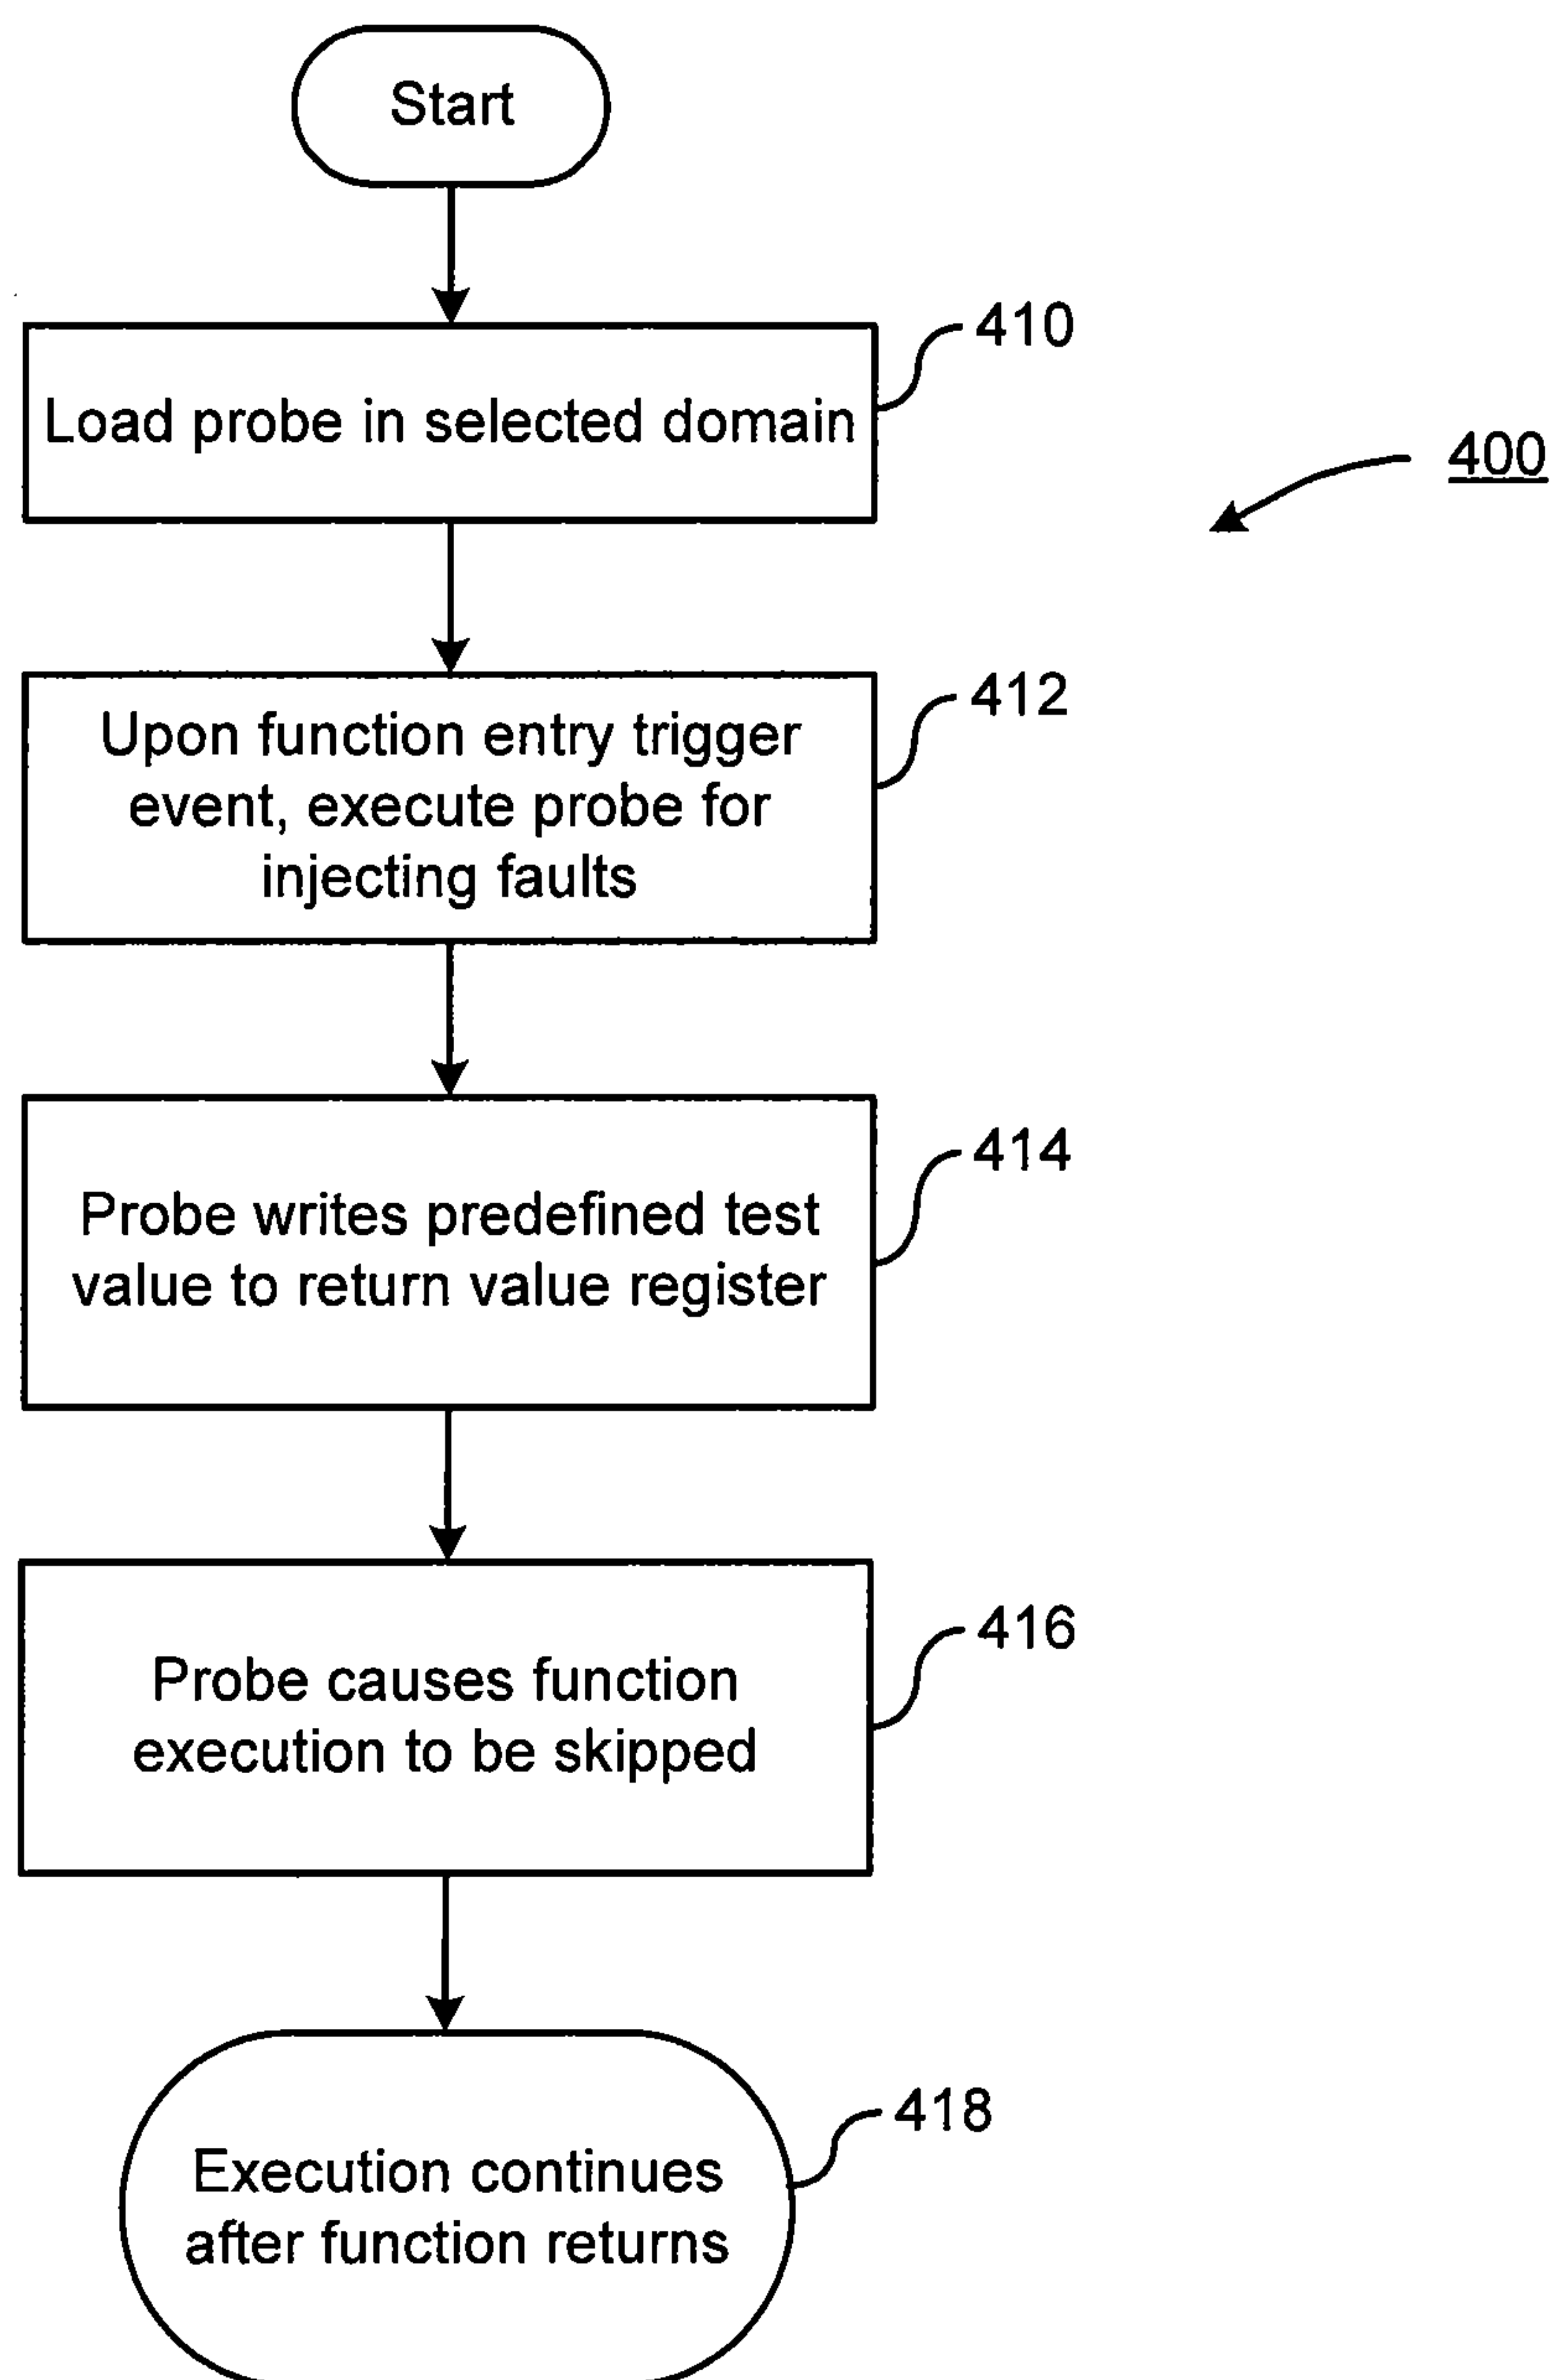 Start
410
Load probe in selected domain
400
412
Upon function entry trigger
event, execute probe for
injecting faults
414
Probe writes predefined test
value to return value register
416
Probe causes function
execution to be skipped
418
Execution continues
after function returns